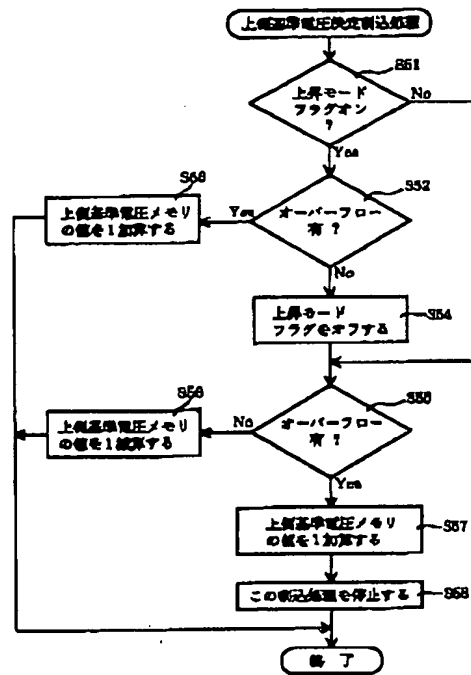 上側基準電圧決定割込処理
S51
上昇モード
フラグオン
?
No
Yes
S52
オーバーフロー
有 ?
Yes
S53
上側基準電圧メモリ
の値を1加算する
No
上昇モード
フラグをオフする
S54
S55
オーバーフロー
有 ?
No
S56
上側基準電圧メモリ
の値を1減算する
Yes
上側基準電圧メモリ
の値を1加算する
S57
この割込処理を停止する
S58
終 了